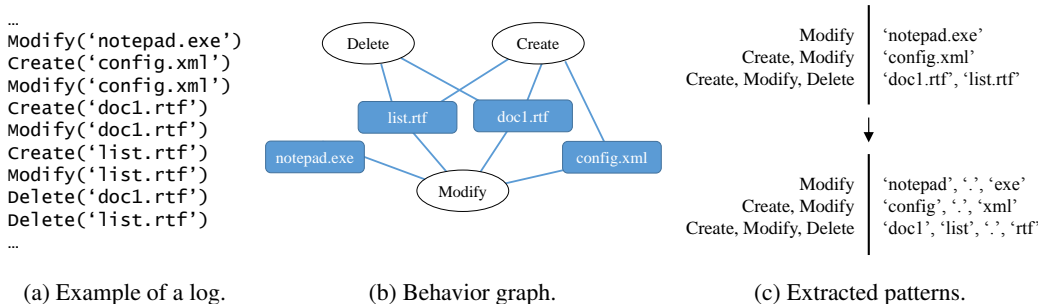 …
Modify(‘notepad.exe’)
Create(‘config.xml’)
Modify(‘config.xml’)
Create(‘doc1.rtf’)
Modify(‘doc1.rtf’)
Create(‘list.rtf’)
Modify(‘list.rtf’)
Delete(‘doc1.rtf’)
Delete(‘list.rtf’)
…
(a) Example of a log.
Delete
Create
list.rtf
doc1.rtf
notepad.exe
config.xml
Modify
(b) Behavior graph.
Modify ‘notepad.exe’
Create, Modify ‘config.xml’
Create, Modify, Delete ‘doc1.rtf’, ‘list.rtf’
Modify ‘notepad’, ‘.’, ‘exe’
Create, Modify ‘config’, ‘.’, ‘xml’
Create, Modify, Delete ‘doc1’, ‘list’, ‘.’, ‘rtf’
(c) Extracted patterns.